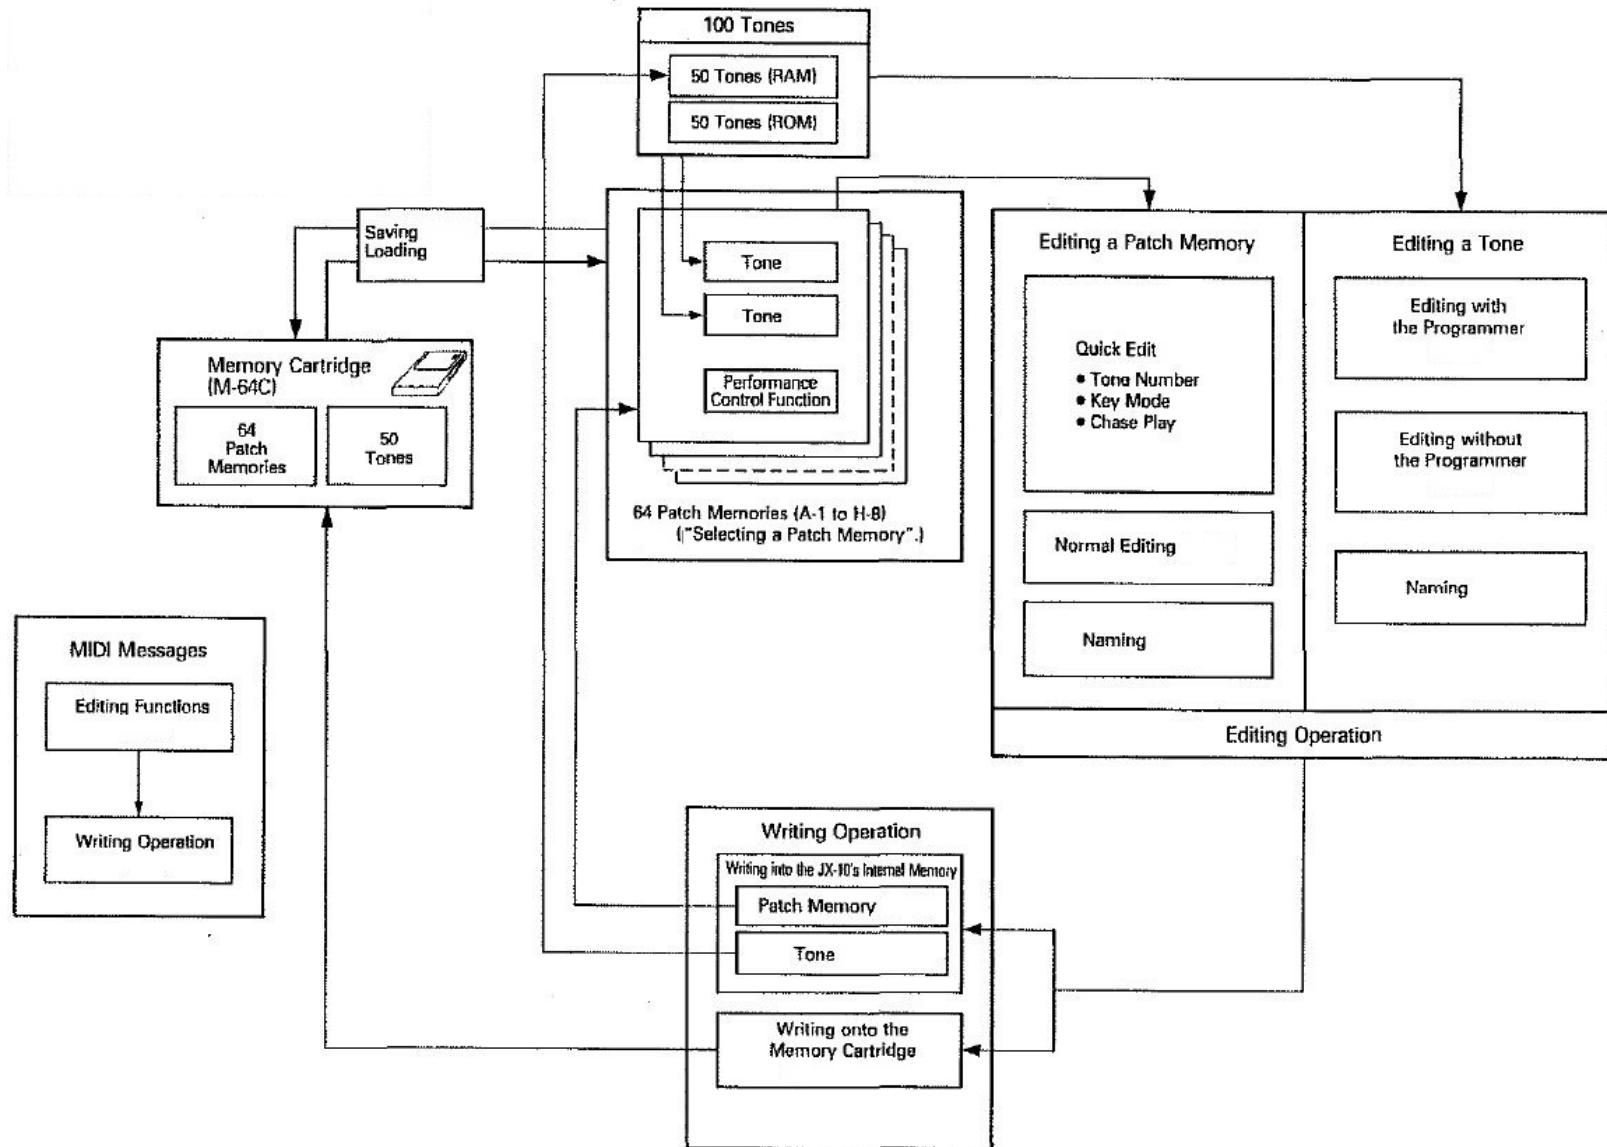 100 Tones
50 Tones (RAM)
50 Tones (ROM)
Saving
Loading
Tone
Tone
Performance
Control Function
64 Patch Memories (A-1 to H-8)
("Selecting a Patch Memory".)
Memory Cartridge
(M-64C)
64
Patch
Memories
50
Tones
Editing a Patch Memory
Quick Edit
• Tone Number
• Key Mode
• Chase Play
Normal Editing
Naming
Editing a Tone
Editing with
the Programmer
Editing without
the Programmer
Naming
Editing Operation
MIDI Messages
Editing Functions
Writing Operation
Writing Operation
Writing into the JX-10's Internal Memory
Patch Memory
Tone
Writing onto the
Memory Cartridge